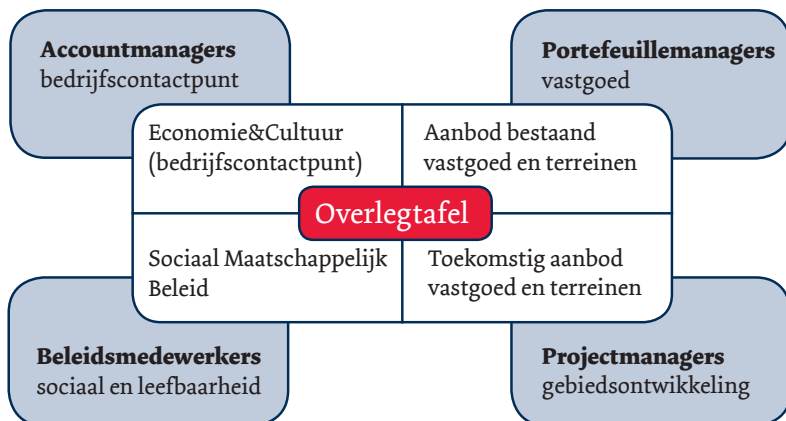 Accountmanagers
bedrijfscontactpunt
Portefeuillemanagers
vastgoed
Economie&Cultuur
(bedrijfscontactpunt)
Aanbod bestaand
vastgoed en terreinen
Overlegtafel
Sociaal Maatschappelijk
Beleid
Toekomstig aanbod
vastgoed en terreinen
Beleidsmedewerkers
sociaal en leefbaarheid
Projectmanagers
gebiedsontwikkeling